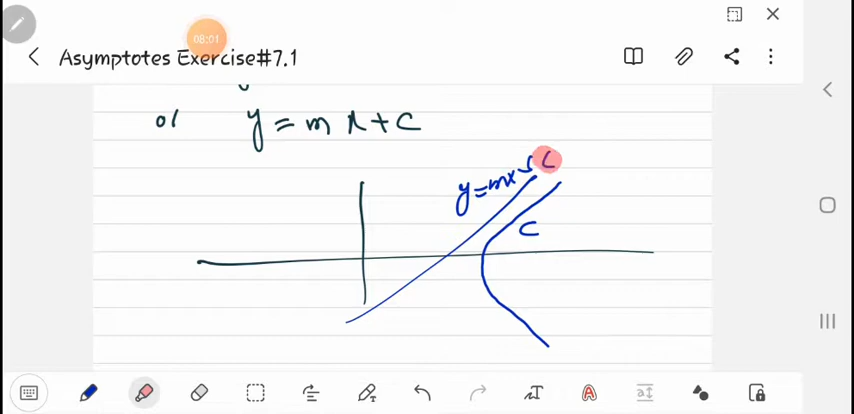 08:01
Asymptotes Exercise#7.1
or y = mx + c
y = mx + c
C